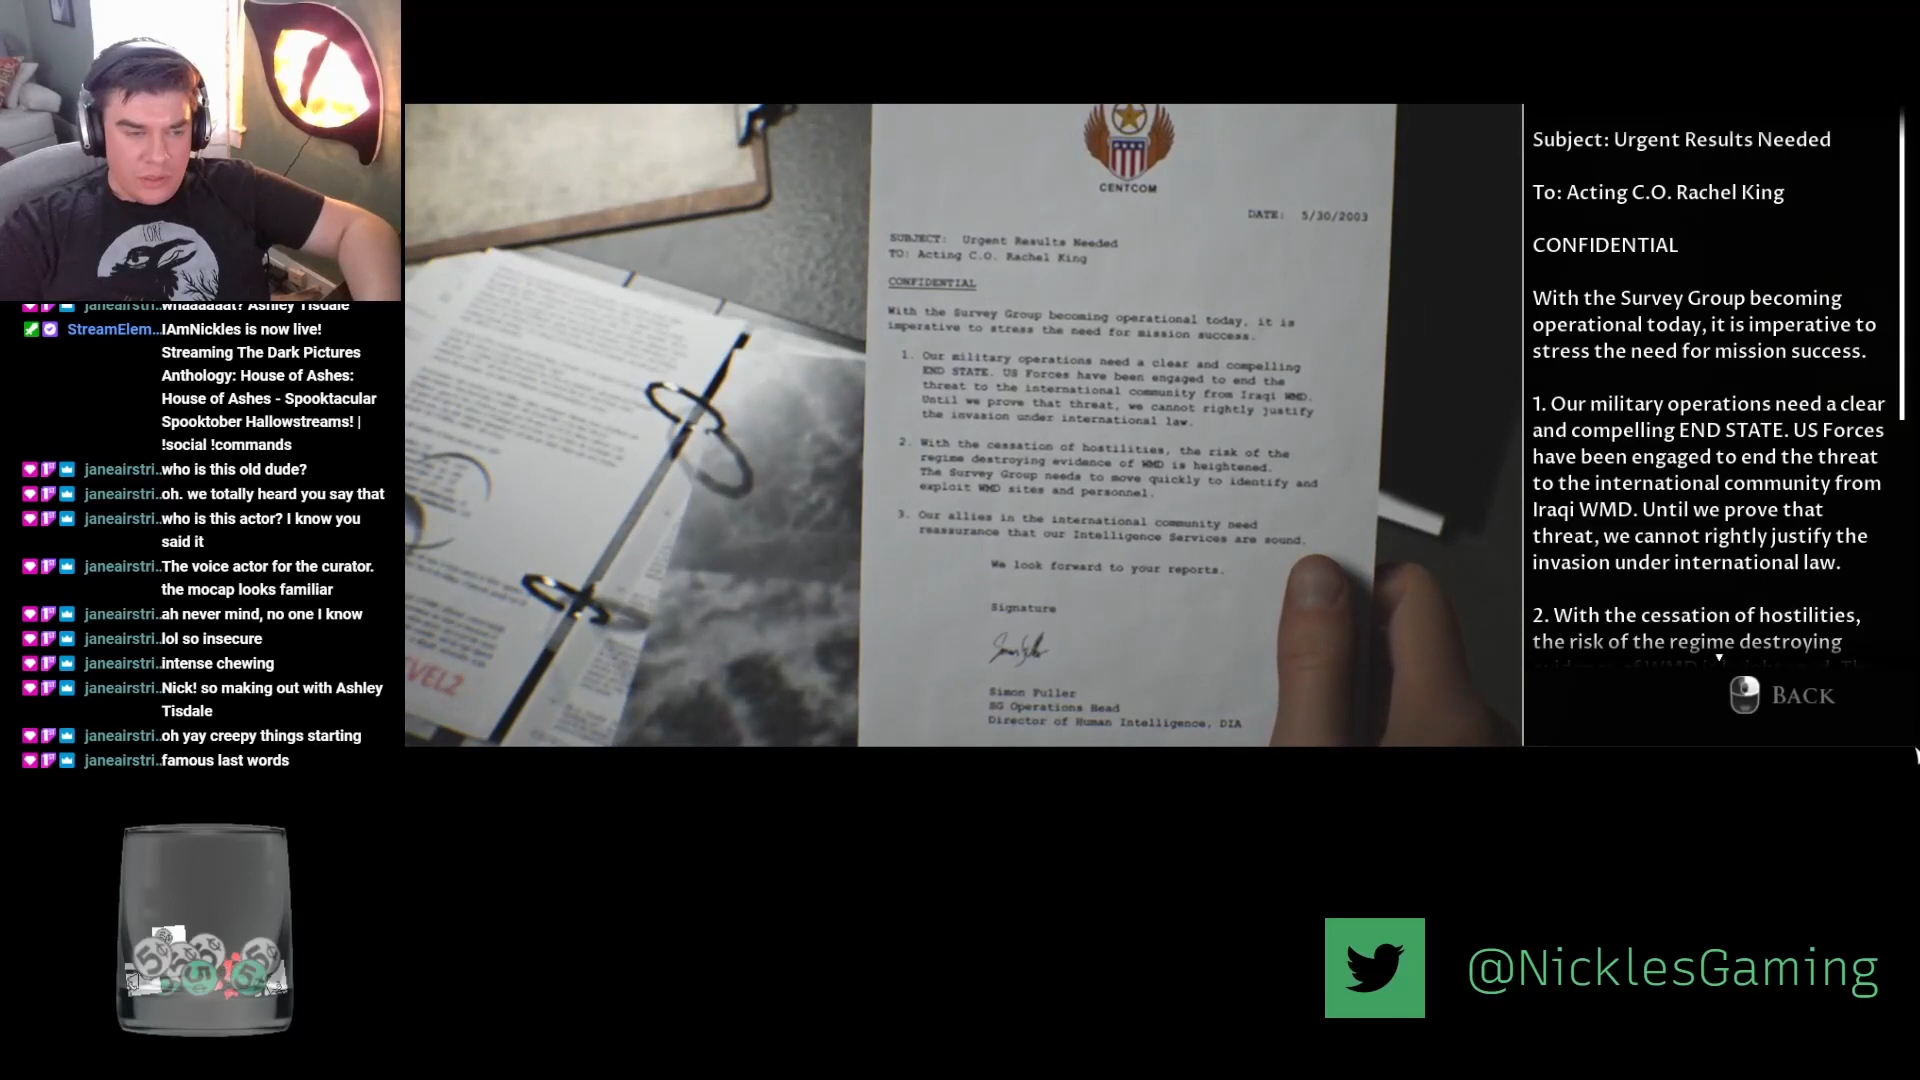 janeairstri..whaaaaaat? Ashley Tisdale
StreamElem...IAmNickles is now live!
Streaming The Dark Pictures
Anthology: House of Ashes:
House of Ashes - Spooktacular
Spooktober Hallowstreams! |
!social !commands
janeairstri..who is this old dude?
janeairstri..oh. we totally heard you say that
janeairstri..who is this actor? I know you
said it
janeairstri..The voice actor for the curator.
the mocap looks familiar
janeairstri..ah never mind, no one I know
janeairstri..lol so insecure
janeairstri..intense chewing
janeairstri..Nick! so making out with Ashley
Tisdale
janeairstri..oh yay creepy things starting
janeairstri..famous last words
CENTCOM
DATE: 5/30/2003
SUBJECT: Urgent Results Needed
TO: Acting C.O. Rachel King
CONFIDENTIAL
With the Survey Group becoming operational today, it is
imperative to stress the need for mission success.
1. Our military operations need a clear and compelling
END STATE. US Forces have been engaged to end the
threat to the international community from Iraqi WMD.
Until we prove that threat, we cannot rightly justify
the invasion under international law.
2. With the cessation of hostilities, the risk of the
regime destroying evidence of WMD is heightened.
The Survey Group needs to move quickly to identify and
exploit WMD sites and personnel.
3. Our allies in the international community need
reassurance that our Intelligence Services are sound.
We look forward to your reports.
Signature
Simon Fuller
SG Operations Head
Director of Human Intelligence, DIA
Subject: Urgent Results Needed
To: Acting C.O. Rachel King
CONFIDENTIAL
With the Survey Group becoming
operational today, it is imperative to
stress the need for mission success.
1. Our military operations need a clear
and compelling END STATE. US Forces
have been engaged to end the threat
to the international community from
Iraqi WMD. Until we prove that
threat, we cannot rightly justify the
invasion under international law.
2. With the cessation of hostilities,
the risk of the regime destroying
BACK
5¢
5¢
5
5
@NicklesGaming